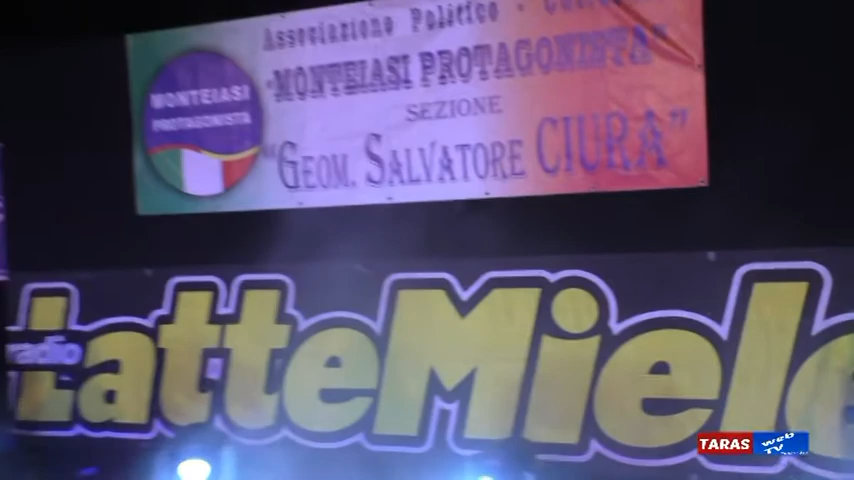 Associazione Politico -
MONTEIASI
PROTAGONISTA
"MONTEIASI PROTAGONISTA"
SEZIONE
"GEOM. SALVATORE CIURA"
radio
LatteMiele
TARAS web
TV